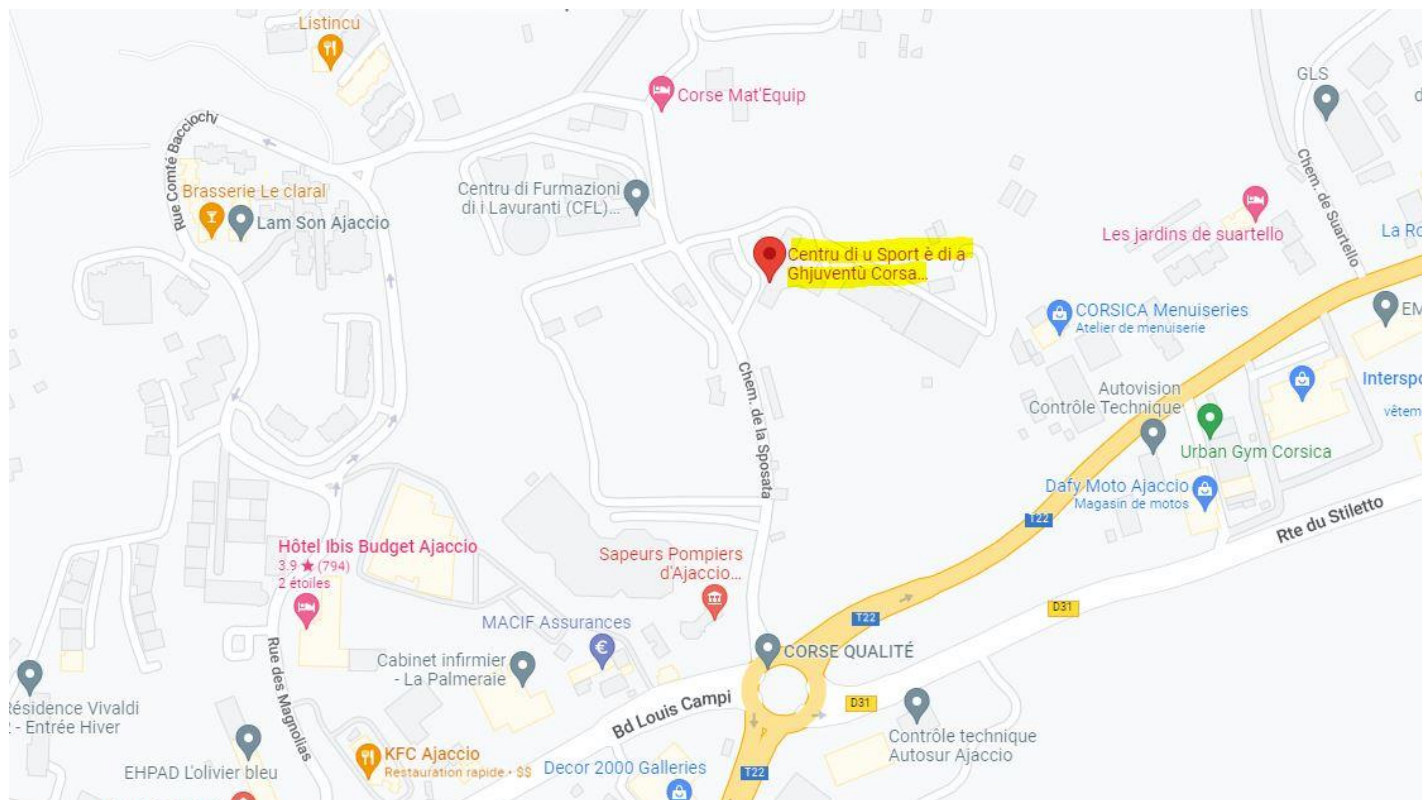 Listincu
Corse Mat'Equip
GLS
Rue Comté Bacciochi
Brasserie Le claral
Lam Son Ajaccio
Centru di Furmazioni
di i Lavuranti (CFL)...
Chem. de Suartello
Les jardins de suartello
La Ro
Centru di u Sport è di a
Ghjuventù Corsa...
CORSICA Menuiseries
Atelier de menuiserie
EM
Chem. de la Sposata
Autovision
Contrôle Technique
Interspo
vêtem
Urban Gym Corsica
Dafy Moto Ajaccio
Magasin de motos
T22
Rte du Stiletto
Hôtel Ibis Budget Ajaccio
3.9 ★ (794)
2 étoiles
Sapeurs Pompiers
d'Ajaccio...
D31
T22
MACIF Assurances
CORSE QUALITÉ
Cabinet infirmier
- La Palmeraie
Rue des Magnolias
Bd Louis Campi
D31
Résidence Vivaldi
- Entrée Hiver
Contrôle technique
Autosur Ajaccio
KFC Ajaccio
Restauration rapide • $$
EHPAD L'olivier bleu
Decor 2000 Galleries
T22